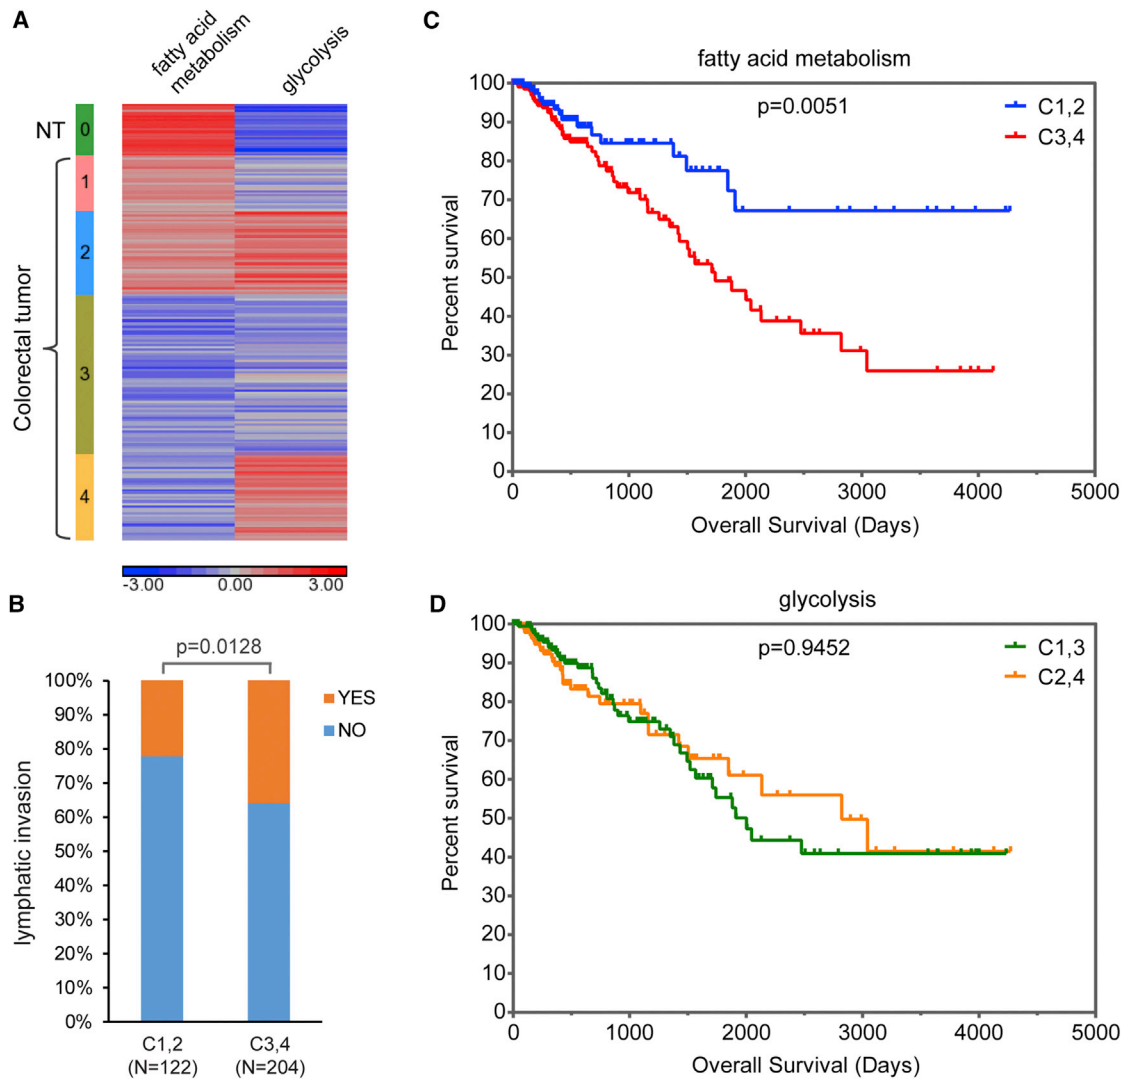 A
fatty acid
metabolism
glycolysis
NT
0
1
2
3
4
Colorectal tumor
-3.00 0.00 3.00
B
p=0.0128
100%
90%
80%
70%
60%
50%
40%
30%
20%
10%
0%
lymphatic invasion
YES
NO
C1,2
(N=122)
C3,4
(N=204)
C
fatty acid metabolism
p=0.0051
C1,2
C3,4
100
90
80
70
60
50
40
30
20
10
0
Percent survival
0 1000 2000 3000 4000 5000
Overall Survival (Days)
D
glycolysis
p=0.9452
C1,3
C2,4
100
90
80
70
60
50
40
30
20
10
0
Percent survival
0 1000 2000 3000 4000 5000
Overall Survival (Days)